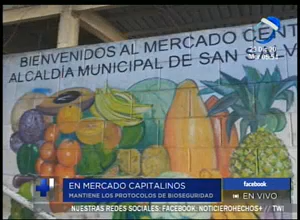 BIENVENIDOS AL MERCADO CENT
ALCALDÍA MUNICIPAL DE SAN
EN MERCADO CAPITALINOS
MANTIENE LOS PROTOCOLOS DE BIOSEGURIDAD
facebook
EN VIVO
NUESTRAS REDES SOCIALES: FACEBOOK, NOTICIEROHECHOS+ // TWI